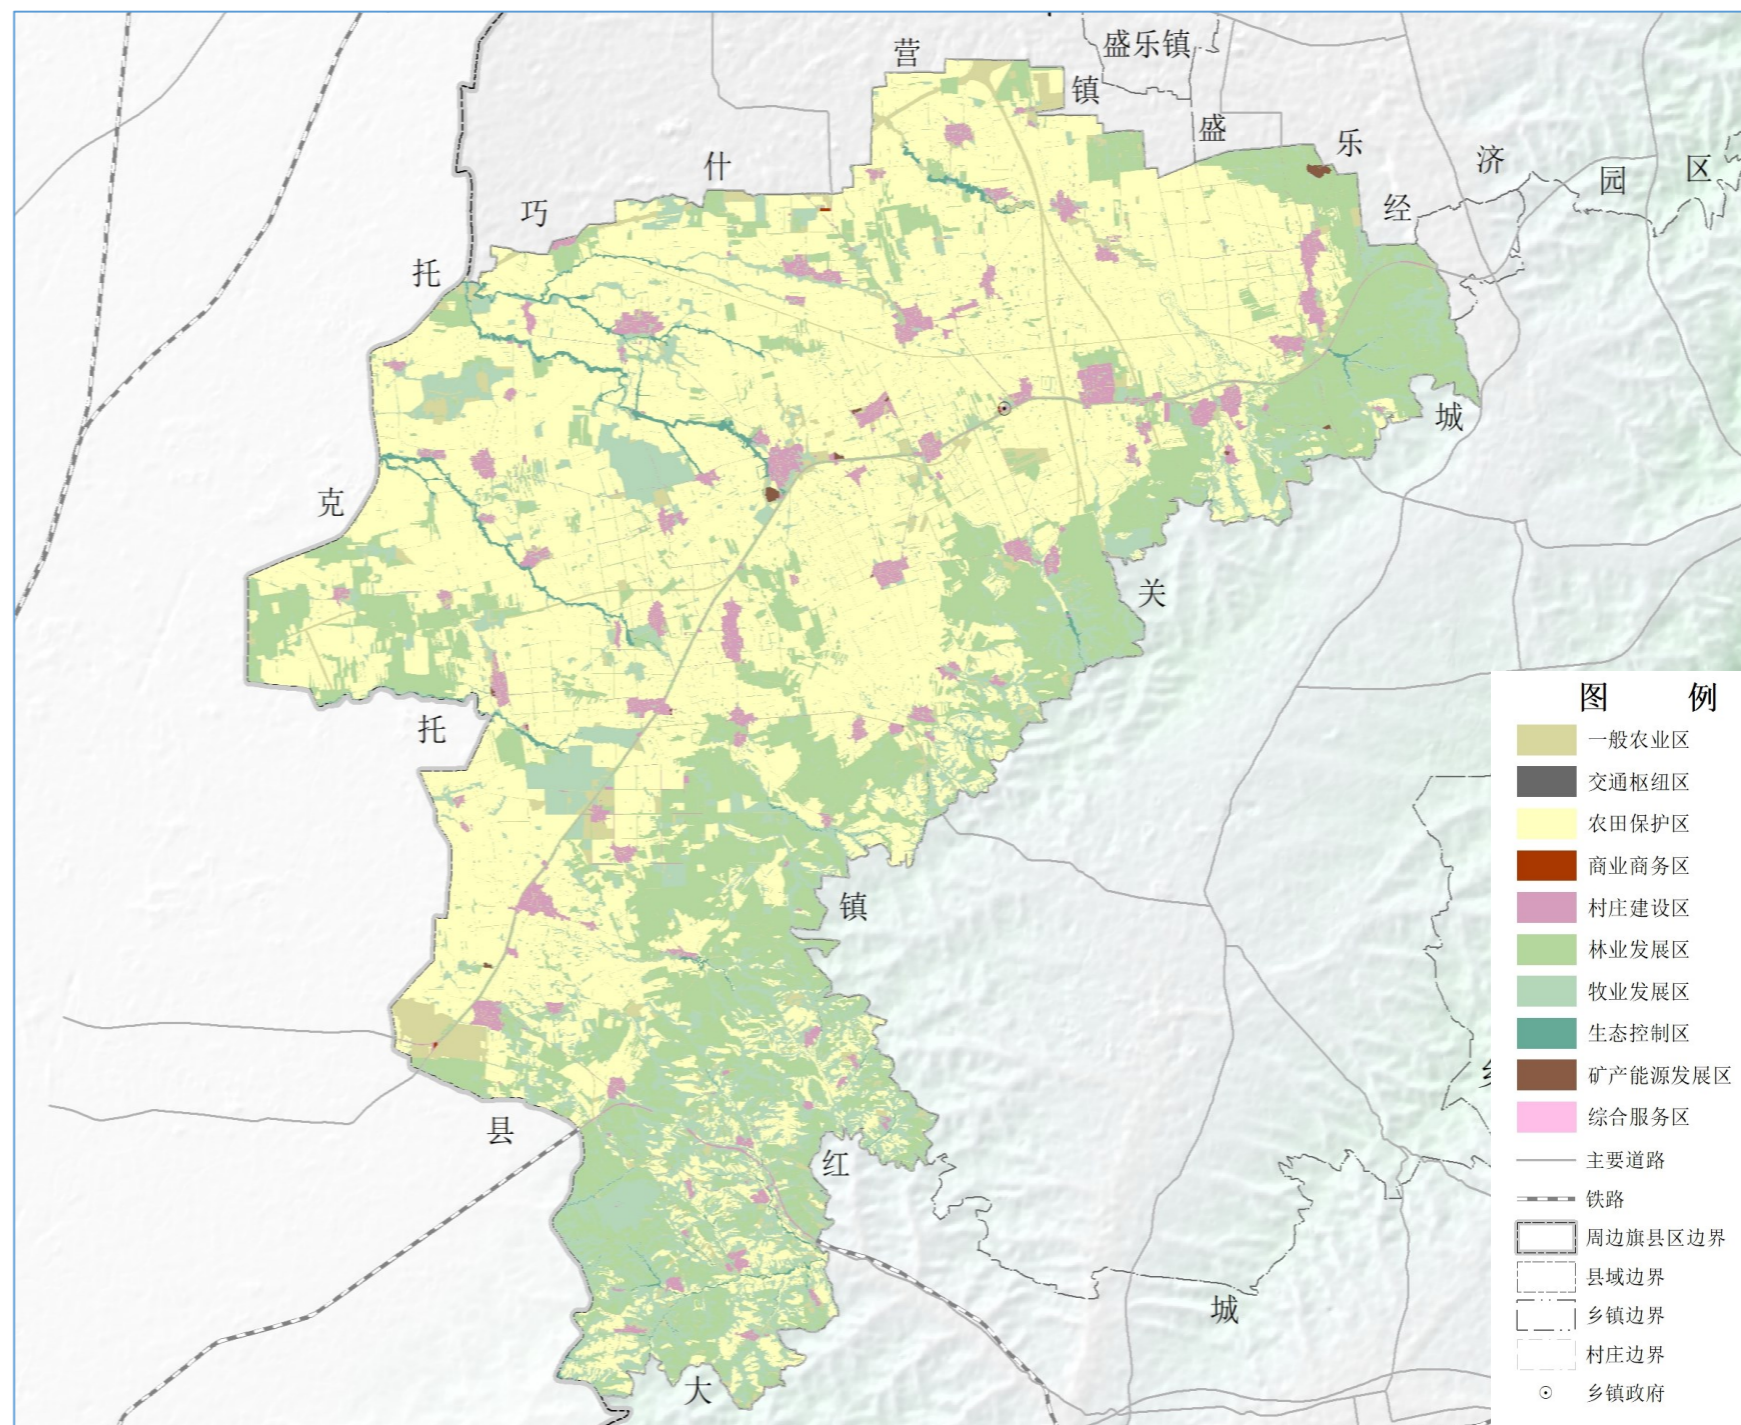 营
盛乐镇
镇
盛
乐
济
园
区
经
什
巧
托
克
托
县
城
关
镇
红
城
大
图 例
一般农业区
交通枢纽区
农田保护区
商业商务区
村庄建设区
林业发展区
牧业发展区
生态控制区
矿产能源发展区
综合服务区
主要道路
铁路
周边旗县区边界
县域边界
乡镇边界
村庄边界
乡镇政府